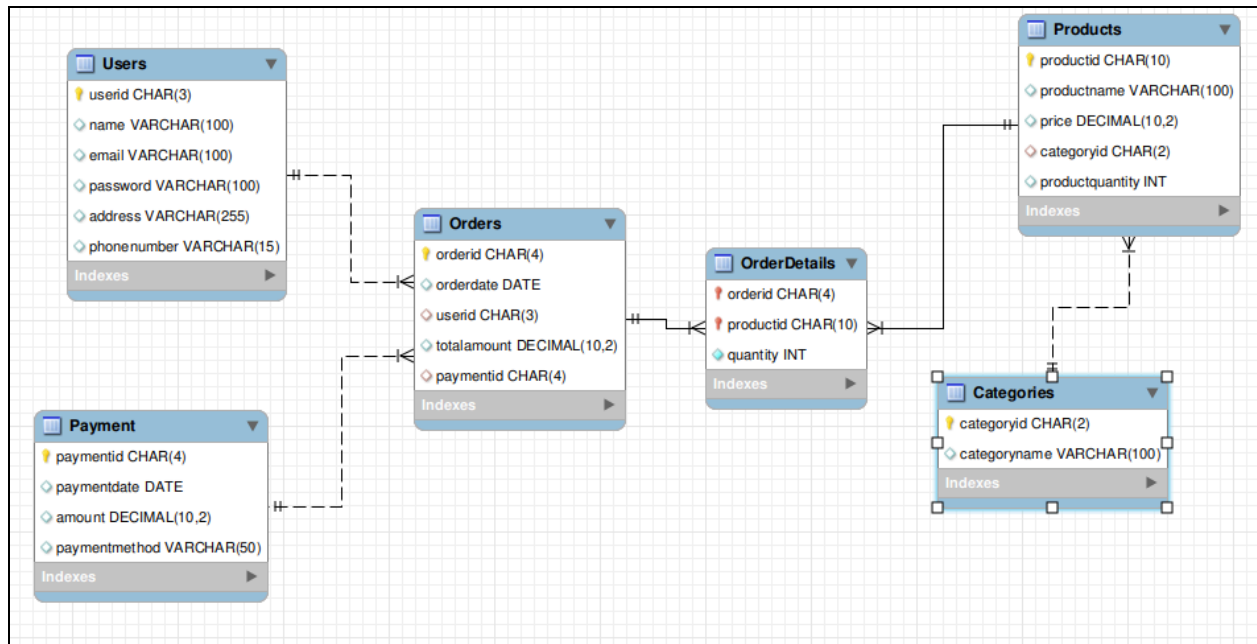 Users
userid CHAR(3)
name VARCHAR(100)
email VARCHAR(100)
password VARCHAR(100)
address VARCHAR(255)
phonenumber VARCHAR(15)
Indexes
Payment
paymentid CHAR(4)
paymentdate DATE
amount DECIMAL(10,2)
paymentmethod VARCHAR(50)
Indexes
Orders
orderid CHAR(4)
orderdate DATE
userid CHAR(3)
totalamount DECIMAL(10,2)
paymentid CHAR(4)
Indexes
OrderDetails
orderid CHAR(4)
productid CHAR(10)
quantity INT
Indexes
Products
productid CHAR(10)
productname VARCHAR(100)
price DECIMAL(10,2)
categoryid CHAR(2)
productquantity INT
Indexes
Categories
categoryid CHAR(2)
categoryname VARCHAR(100)
Indexes